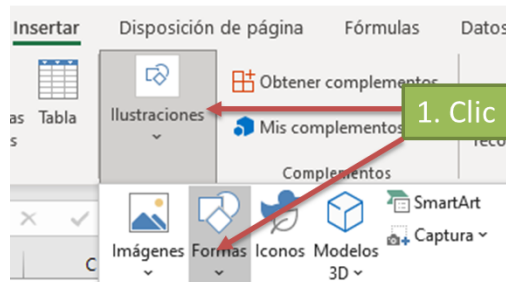 Insertar
Disposición de página
Fórmulas
Datos
as
s
Tabla
Ilustraciones
Obtener complementos
Mis complementos
Complementos
1. Clic
Imágenes
Formas
Iconos
Modelos
3D
SmartArt
Captura
C